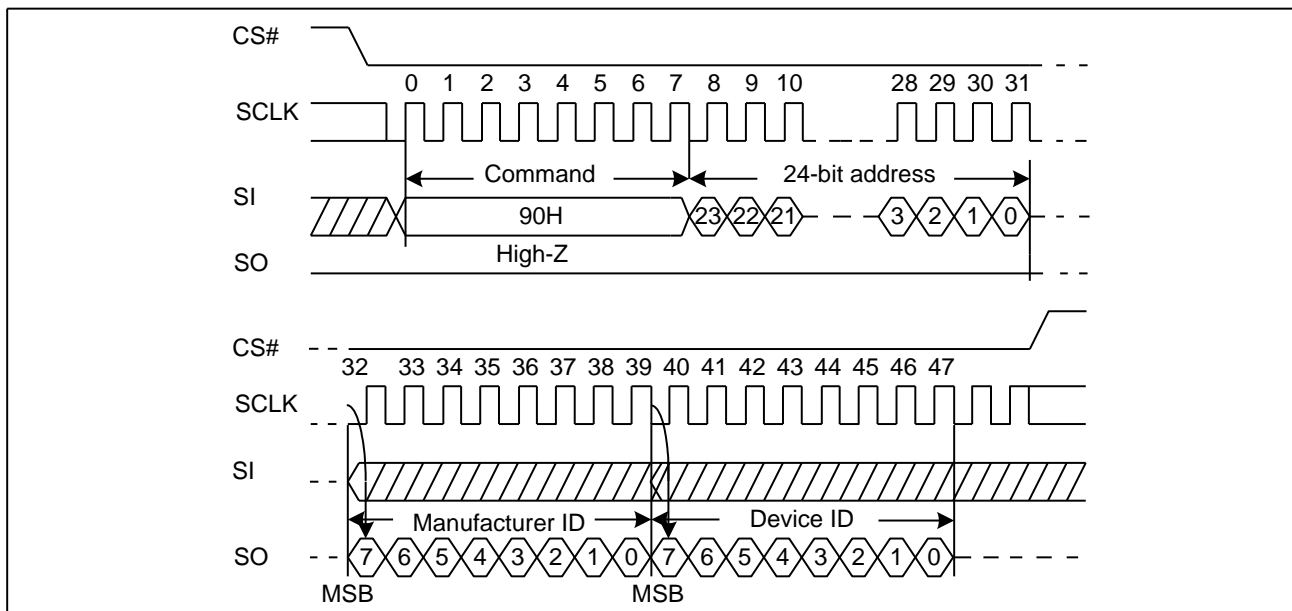 CS#
0 1 2 3 4 5 6 7 8 9 10 28 29 30 31
SCLK
Command 24-bit address
SI
90H 23 22 21 3 2 1 0
High-Z
SO
CS#
32 33 34 35 36 37 38 39 40 41 42 43 44 45 46 47
SCLK
SI
Manufacturer ID Device ID
SO 7 6 5 4 3 2 1 0 7 6 5 4 3 2 1 0
MSB MSB